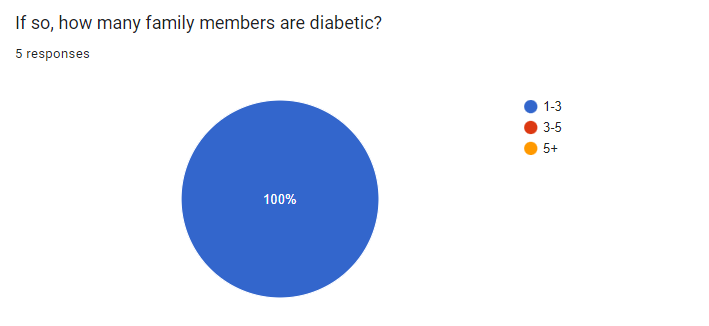 If so, how many family members are diabetic?
5 responses
100%
1-3
3-5
5+